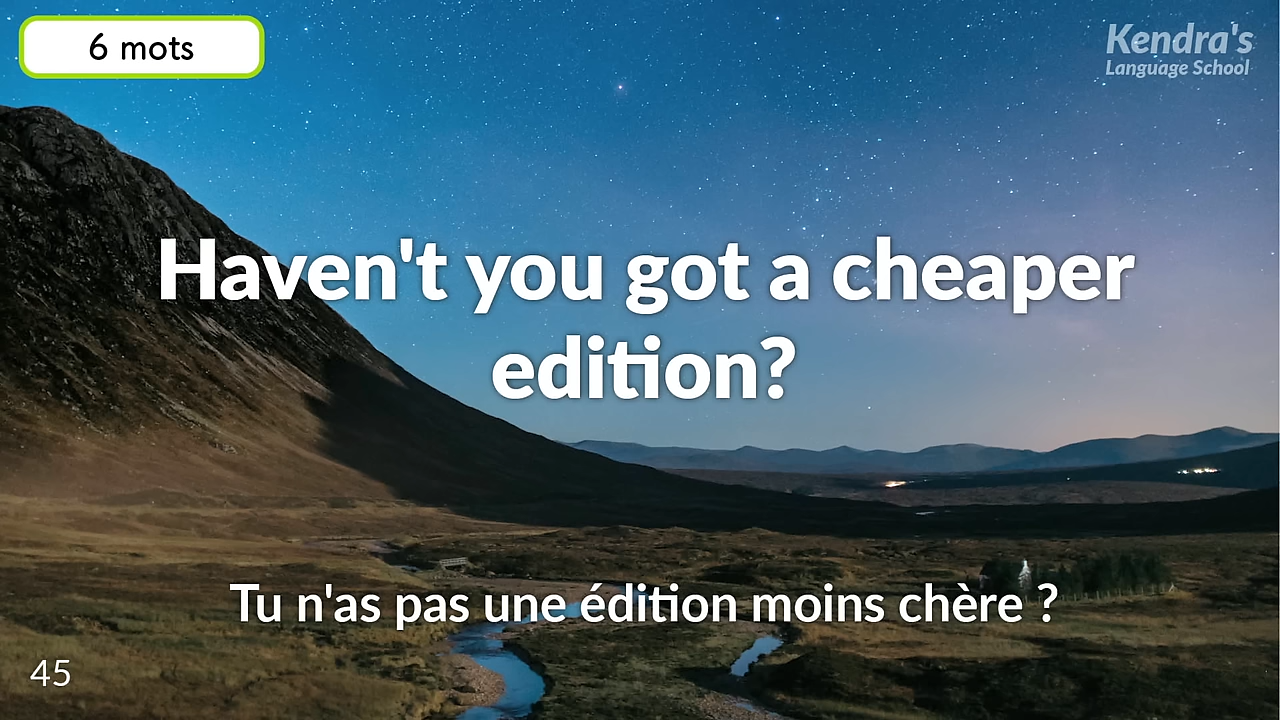 6 mots
Kendra's
Language School
Haven't you got a cheaper
edition?
Tu n'as pas une édition moins chère ?
45